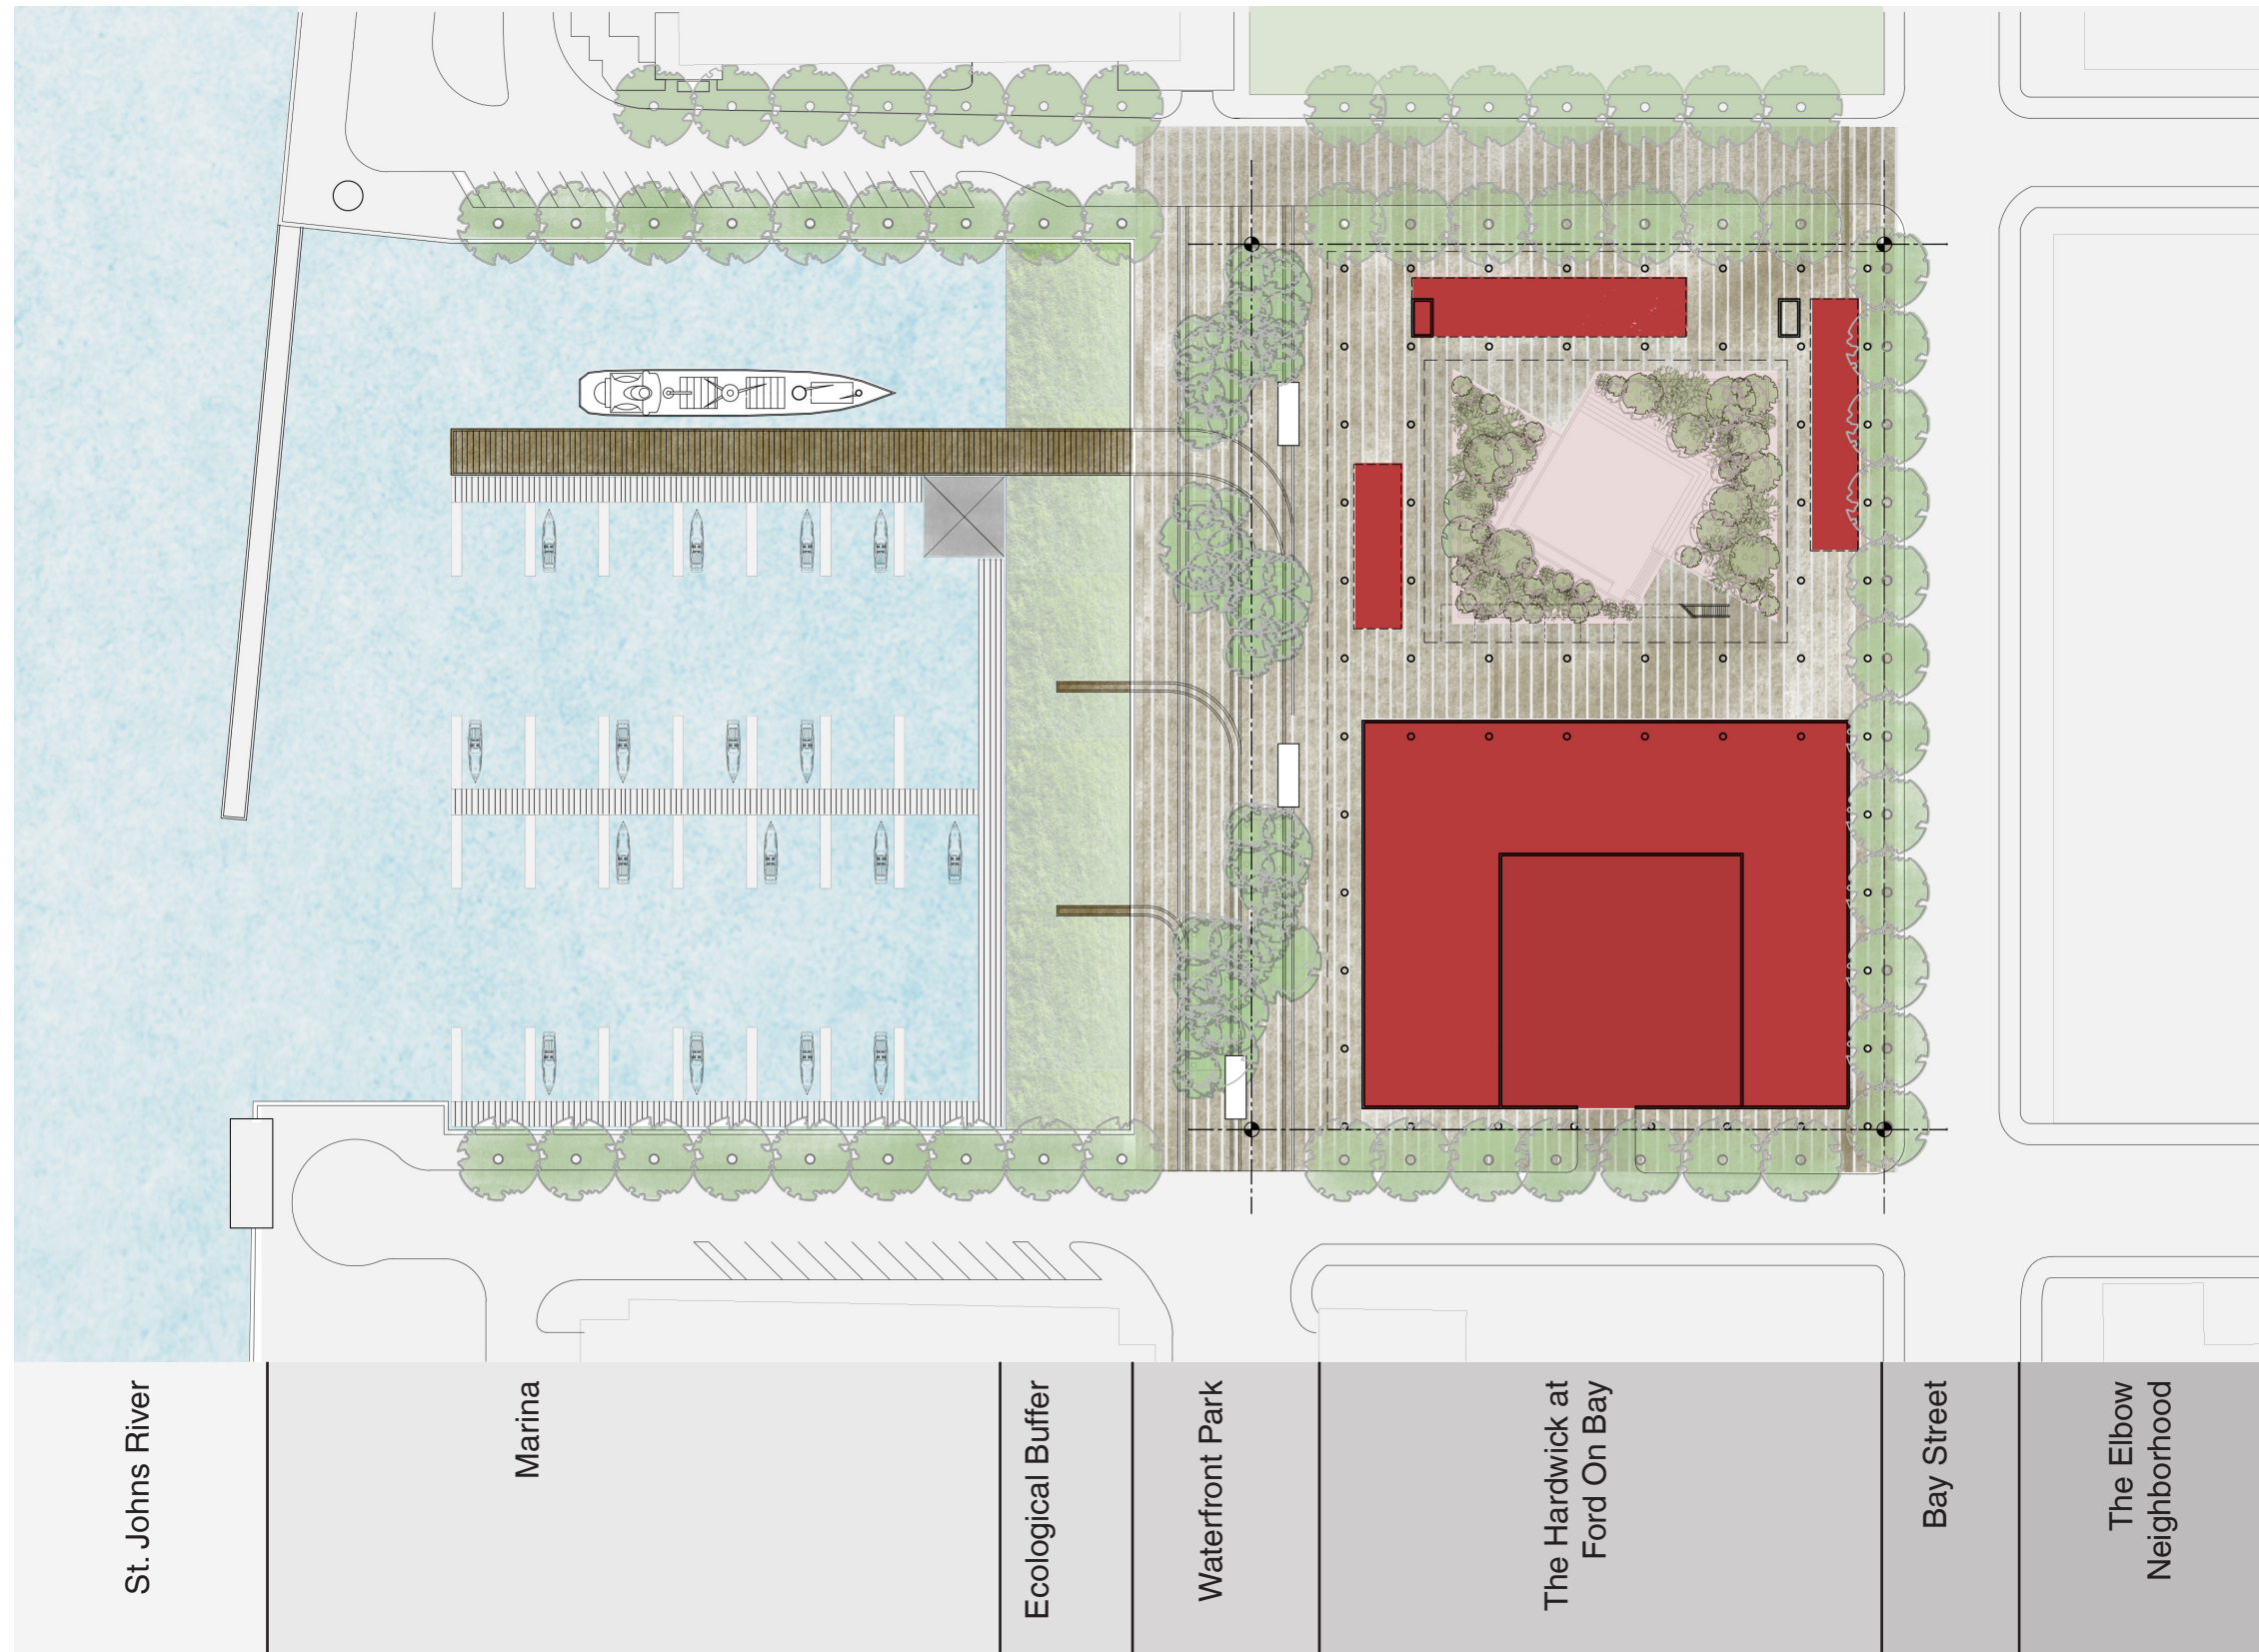 St. Johns River
Marina
Ecological Buffer
Waterfront Park
The Hardwick at
Ford On Bay
Bay Street
The Elbow
Neighborhood